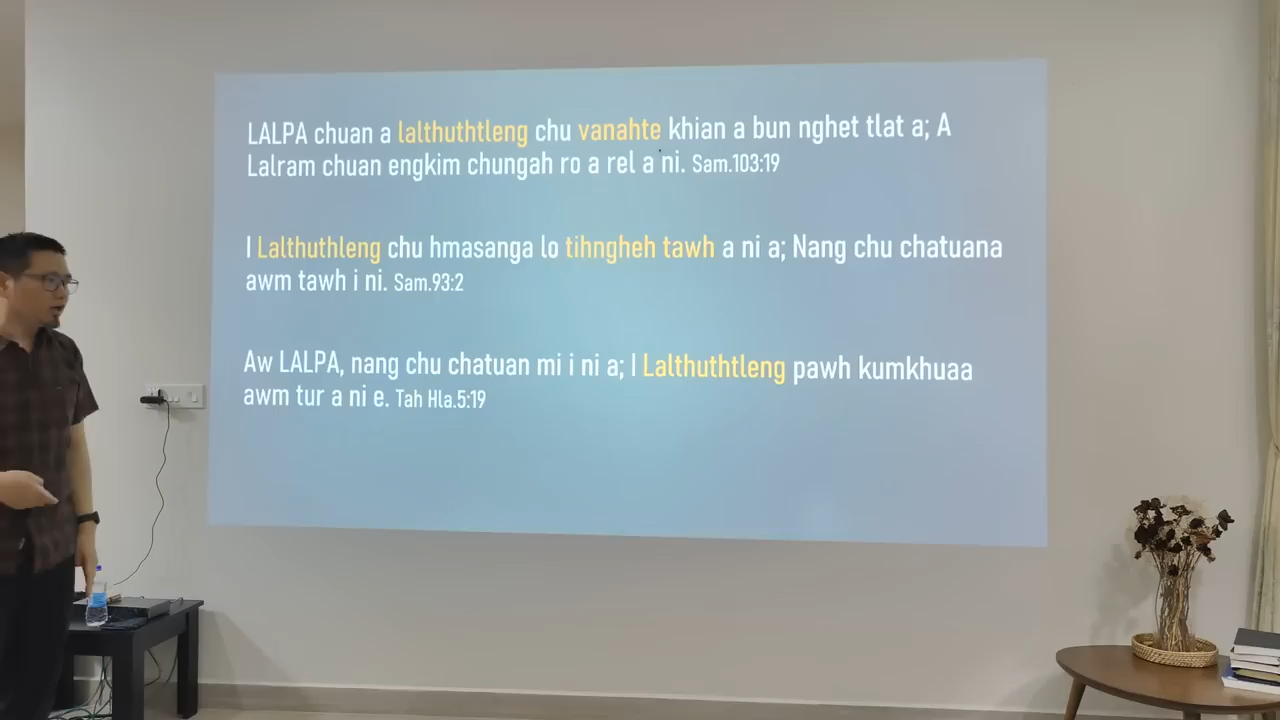 LALPA chuan a lalthuthtleng chu vanahte khian a bun nghet tlat a; A
Lalram chuan engkim chungah ro a rel a ni. Sam.103:19
I Lalthuthleng chu hmasanga lo tihngheh tawh a ni a; Nang chu chatuana
awm tawh i ni. Sam.93:2
Aw LALPA, nang chu chatuan mi i ni a; I Lalthuthtleng pawh kumkhuaa
awm tur a ni e. Tah Hla.5:19